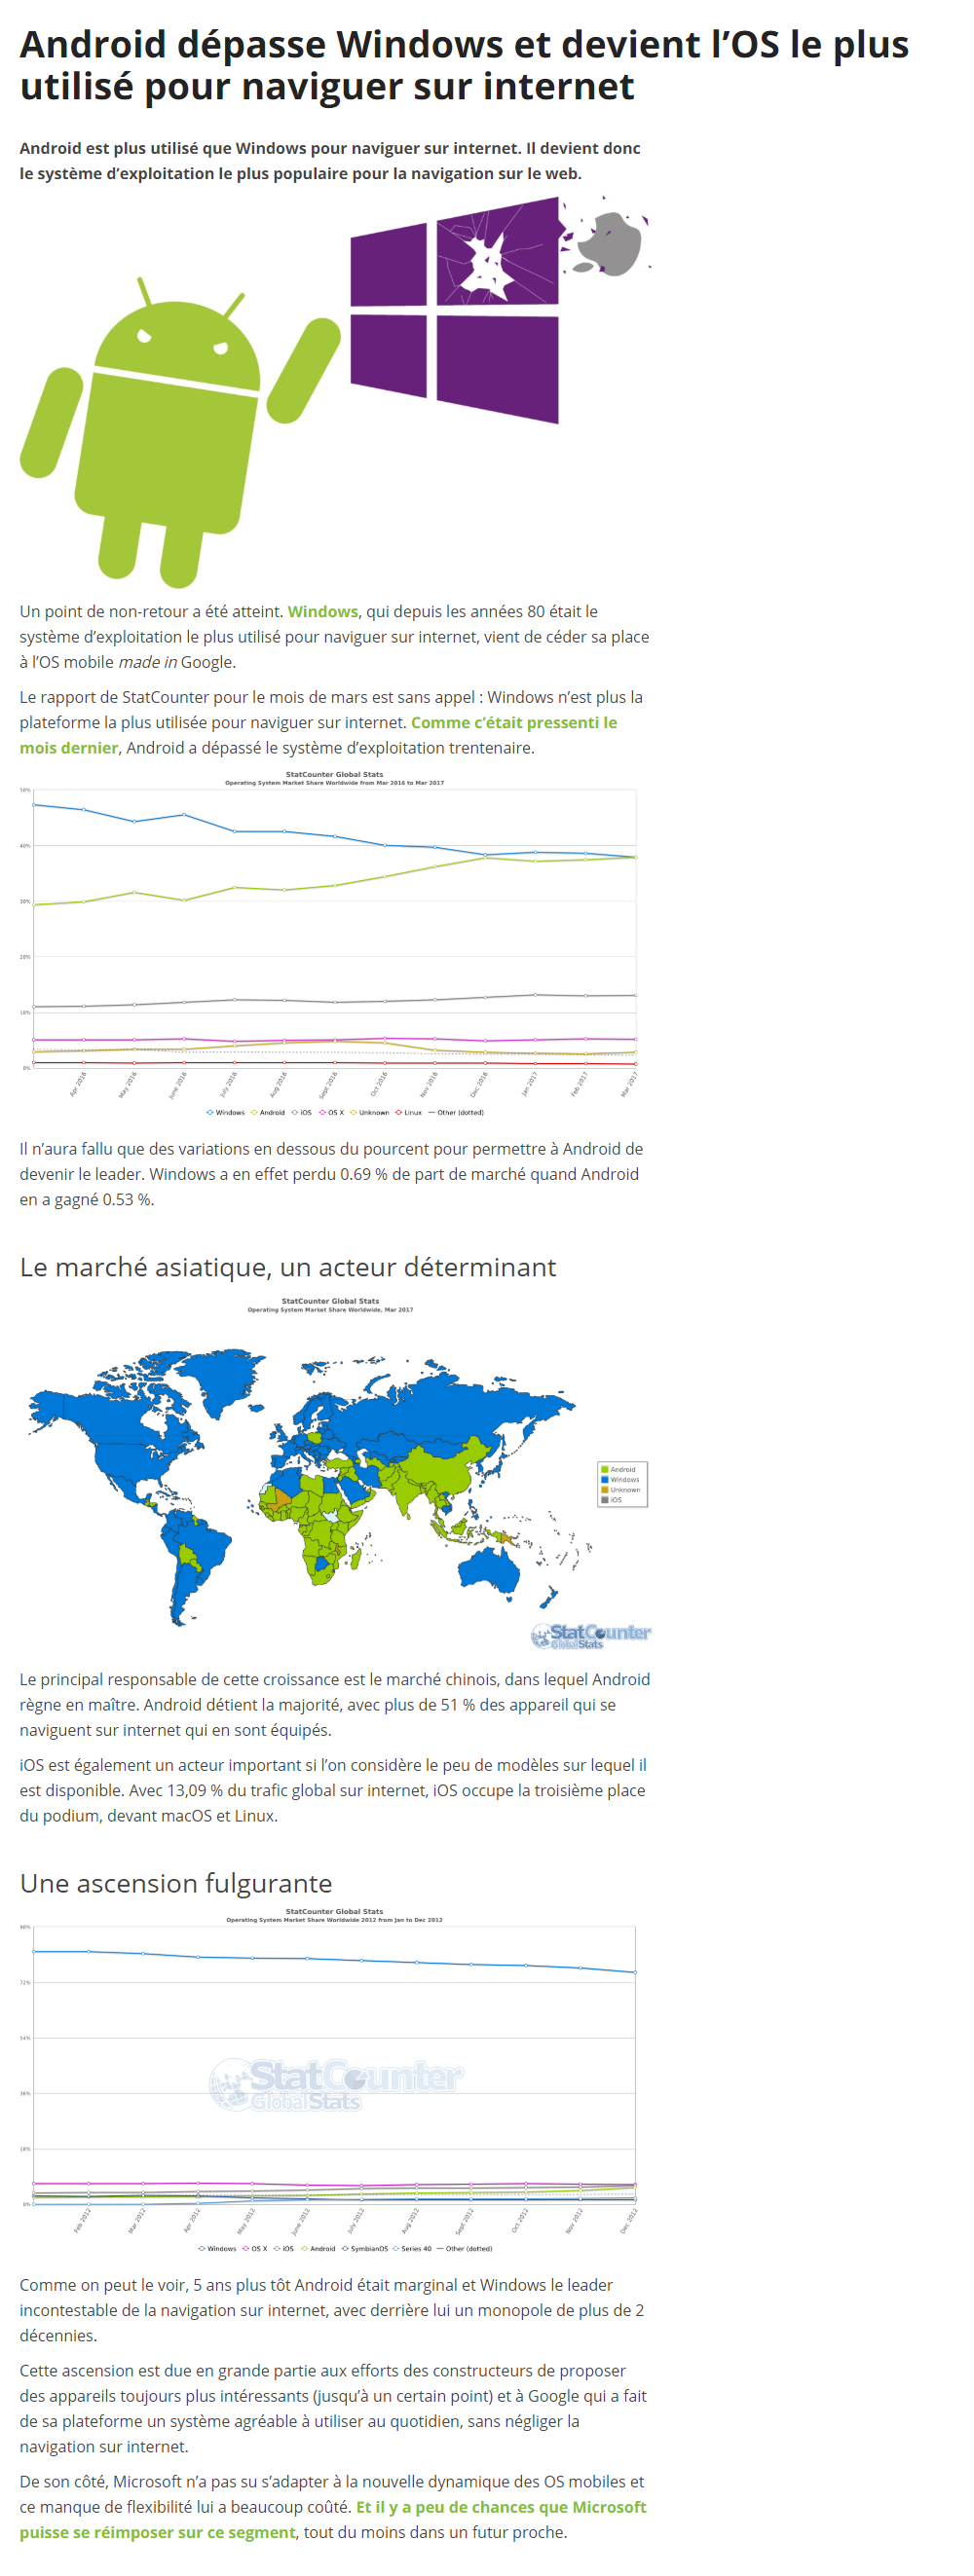 Android dépasse Windows et devient l’OS le plus
utilisé pour naviguer sur internet
Android est plus utilisé que Windows pour naviguer sur internet. Il devient donc
le système d’exploitation le plus populaire pour la navigation sur le web.
Un point de non-retour a été atteint. Windows, qui depuis les années 80 était le
système d’exploitation le plus utilisé pour naviguer sur internet, vient de céder sa place
à l’OS mobile made in Google.
Le rapport de StatCounter pour le mois de mars est sans appel : Windows n’est plus la
plateforme la plus utilisée pour naviguer sur internet. Comme c’était pressenti le
mois dernier, Android a dépassé le système d’exploitation trentenaire.
StatCounter Global Stats
Operating System Market Share Worldwide from Mar 2016 to Mar 2017
50%
40%
30%
20%
10%
0%
Apr 2016 May 2016 June 2016 July 2016 Aug 2016 Sept 2016 Oct 2016 Nov 2016 Dec 2016 Jan 2017 Feb 2017 Mar 2017
Windows Android iOS OS X Unknown Linux Other (dotted)
Il n’aura fallu que des variations en dessous du pourcent pour permettre à Android de
devenir le leader. Windows a en effet perdu 0.69 % de part de marché quand Android
en a gagné 0.53 %.
Le marché asiatique, un acteur déterminant
StatCounter Global Stats
Operating System Market Share Worldwide, Mar 2017
Android
Windows
Unknown
iOS
StatCounter
GlobalStats
Le principal responsable de cette croissance est le marché chinois, dans lequel Android
règne en maître. Android détient la majorité, avec plus de 51 % des appareil qui se
naviguent sur internet qui en sont équipés.
iOS est également un acteur important si l’on considère le peu de modèles sur lequel il
est disponible. Avec 13,09 % du trafic global sur internet, iOS occupe la troisième place
du podium, devant macOS et Linux.
Une ascension fulgurante
StatCounter Global Stats
Operating System Market Share Worldwide 2012 from Jan to Dec 2012
90%
72%
54%
36%
18%
0%
StatCounter
GlobalStats
Feb 2012 Mar 2012 Apr 2012 May 2012 June 2012 July 2012 Aug 2012 Sept 2012 Oct 2012 Nov 2012 Dec 2012
Windows OS X iOS Android SymbianOS Series 40 Other (dotted)
Comme on peut le voir, 5 ans plus tôt Android était marginal et Windows le leader
incontestable de la navigation sur internet, avec derrière lui un monopole de plus de 2
décennies.
Cette ascension est due en grande partie aux efforts des constructeurs de proposer
des appareils toujours plus intéressants (jusqu’à un certain point) et à Google qui a fait
de sa plateforme un système agréable à utiliser au quotidien, sans négliger la
navigation sur internet.
De son côté, Microsoft n’a pas su s’adapter à la nouvelle dynamique des OS mobiles et
ce manque de flexibilité lui a beaucoup coûté. Et il y a peu de chances que Microsoft
puisse se réimposer sur ce segment, tout du moins dans un futur proche.